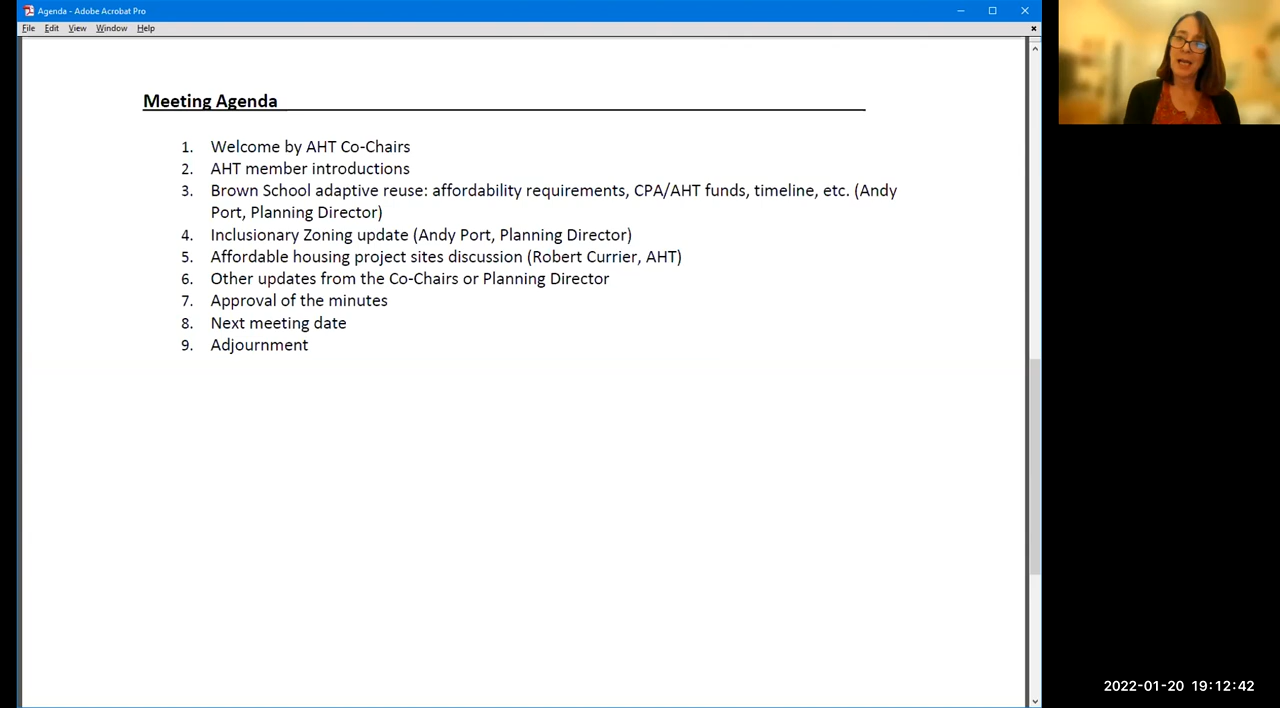 Agenda - Adobe Acrobat Pro
File Edit View Window Help
Meeting Agenda
1. Welcome by AHT Co-Chairs
2. AHT member introductions
3. Brown School adaptive reuse: affordability requirements, CPA/AHT funds, timeline, etc. (Andy
Port, Planning Director)
4. Inclusionary Zoning update (Andy Port, Planning Director)
5. Affordable housing project sites discussion (Robert Currier, AHT)
6. Other updates from the Co-Chairs or Planning Director
7. Approval of the minutes
8. Next meeting date
9. Adjournment
2022-01-20 19:12:42